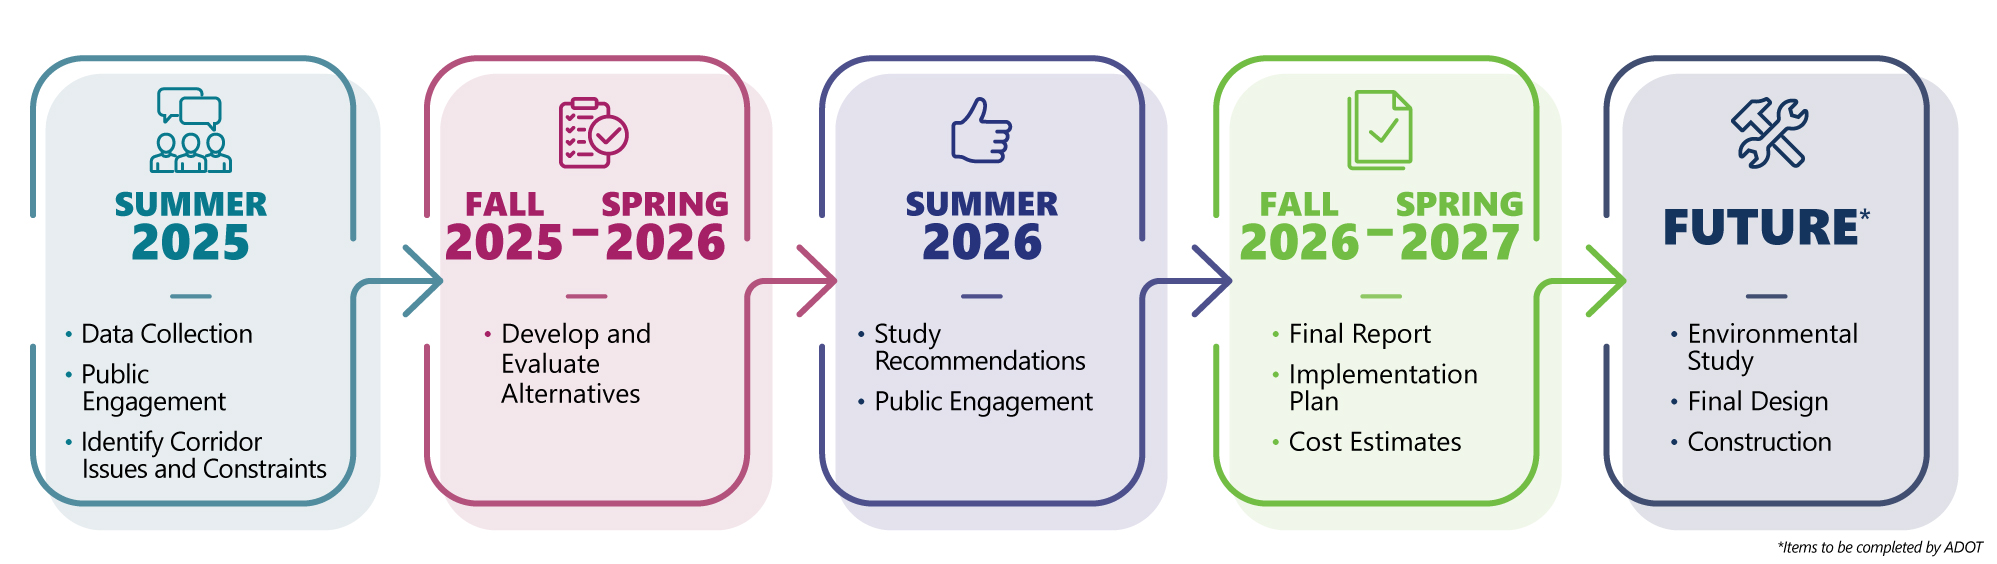 SUMMER
2025
• Data Collection
• Public
Engagement
• Identify Corridor
Issues and Constraints
FALL
2025
–
SPRING
2026
• Develop and
Evaluate
Alternatives
SUMMER
2026
• Study
Recommendations
• Public Engagement
FALL
2026
–
SPRING
2027
• Final Report
• Implementation
Plan
• Cost Estimates
FUTURE*
• Environmental
Study
• Final Design
• Construction
*Items to be completed by ADOT